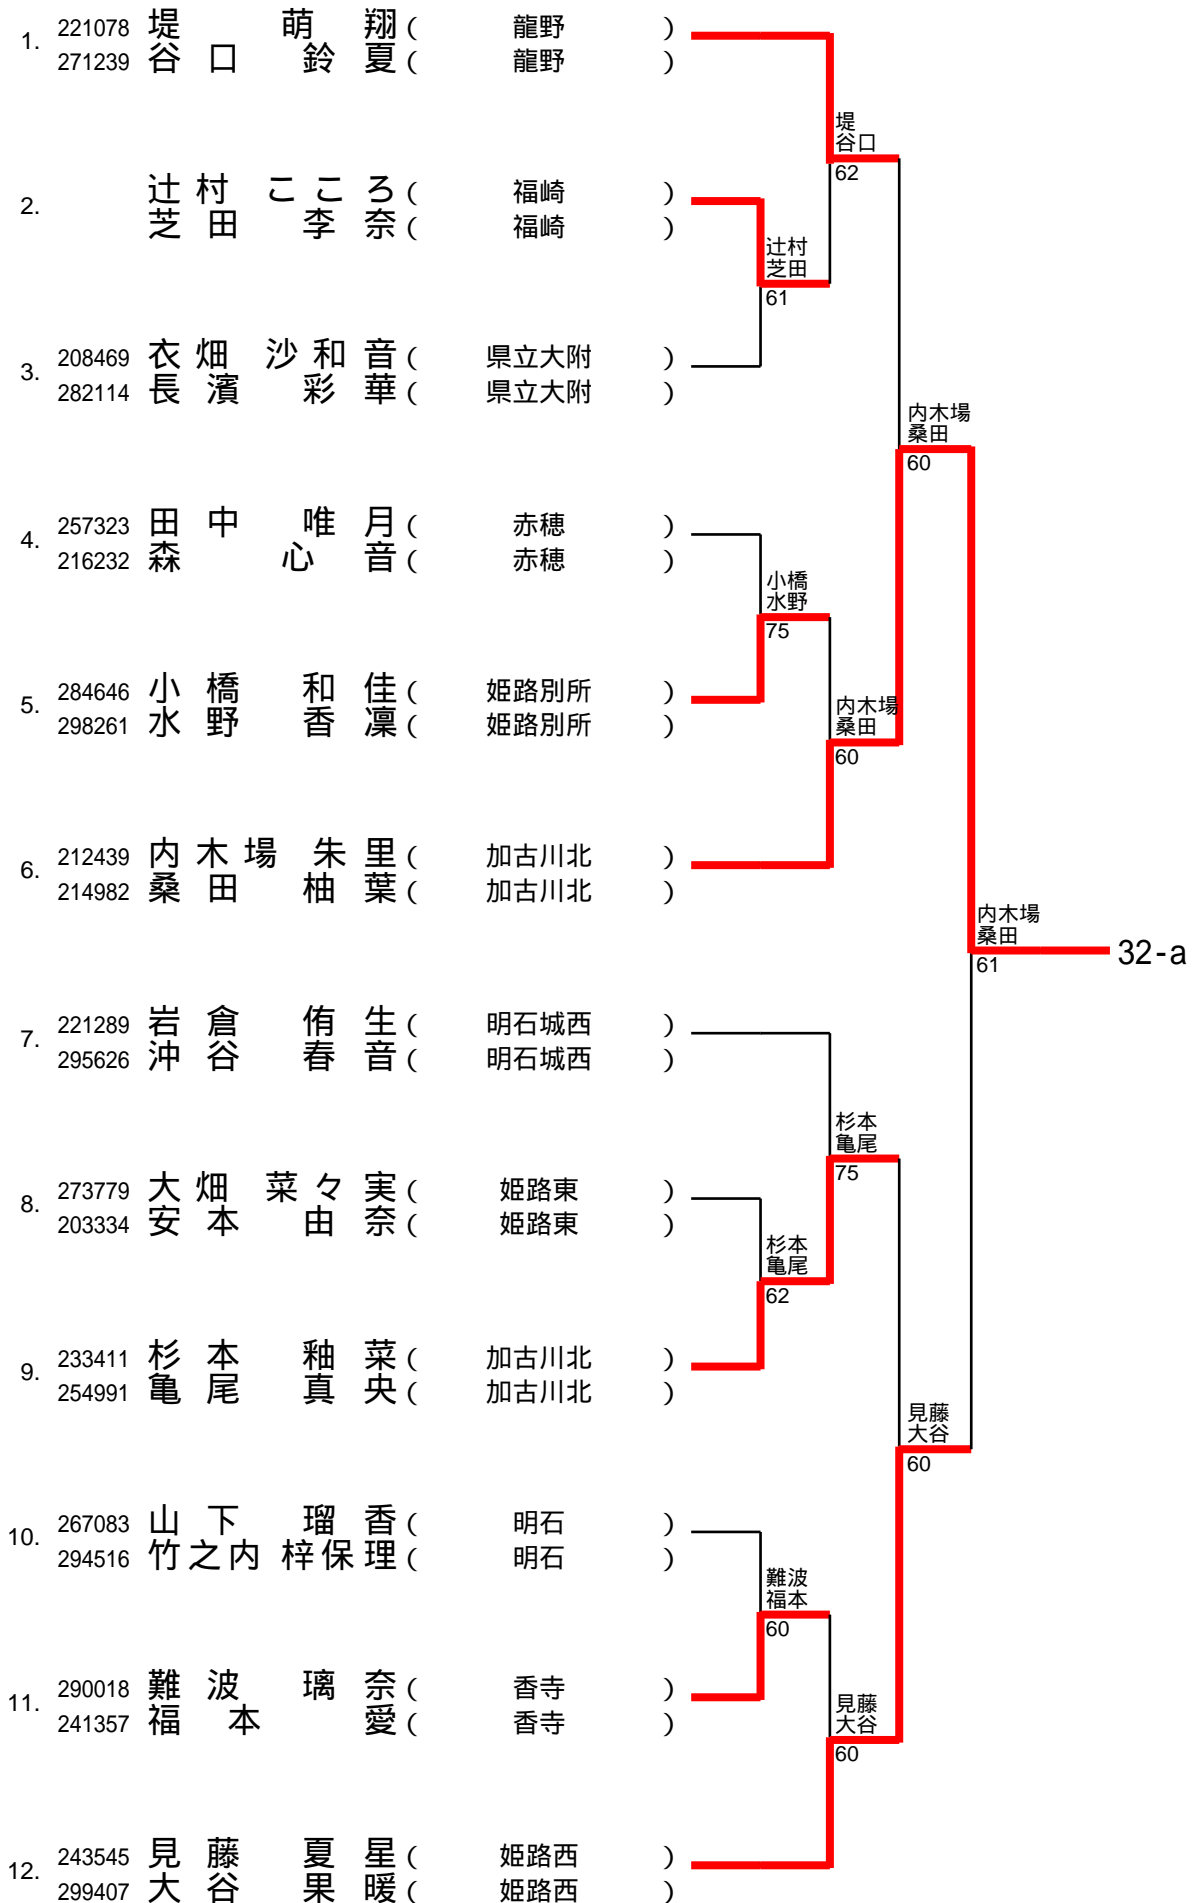 1. 221078 堤 萌 翔 ( 龍野 )
271239 谷 口 鈴 夏 ( 龍野 )
堤
谷口
62
2. 辻 村 こ こ ろ ( 福崎 )
芝 田 李 奈 ( 福崎 )
辻村
芝田
61
3. 208469 衣 畑 沙 和 音 ( 県立大附 )
282114 長 濱 彩 華 ( 県立大附 )
内木場
桑田
60
4. 257323 田 中 唯 月 ( 赤穂 )
216232 森 心 音 ( 赤穂 )
小橋
水野
75
5. 284646 小 橋 和 佳 ( 姫路別所 )
298261 水 野 香 凜 ( 姫路別所 )
内木場
桑田
60
6. 212439 内 木 場 朱 里 ( 加古川北 )
214982 桑 田 柚 葉 ( 加古川北 )
内木場
桑田
61
32-a
7. 221289 岩 倉 侑 生 ( 明石城西 )
295626 沖 谷 春 音 ( 明石城西 )
杉本
亀尾
75
8. 273779 大 畑 菜 々 実 ( 姫路東 )
203334 安 本 由 奈 ( 姫路東 )
杉本
亀尾
62
9. 233411 杉 本 釉 菜 ( 加古川北 )
254991 亀 尾 真 央 ( 加古川北 )
見藤
大谷
60
10. 267083 山 下 瑠 香 ( 明石 )
294516 竹 之 内 梓 保 理 ( 明石 )
難波
福本
60
11. 290018 難 波 璃 奈 ( 香寺 )
241357 福 本 愛 ( 香寺 )
見藤
大谷
60
12. 243545 見 藤 夏 星 ( 姫路西 )
299407 大 谷 果 暖 ( 姫路西 )